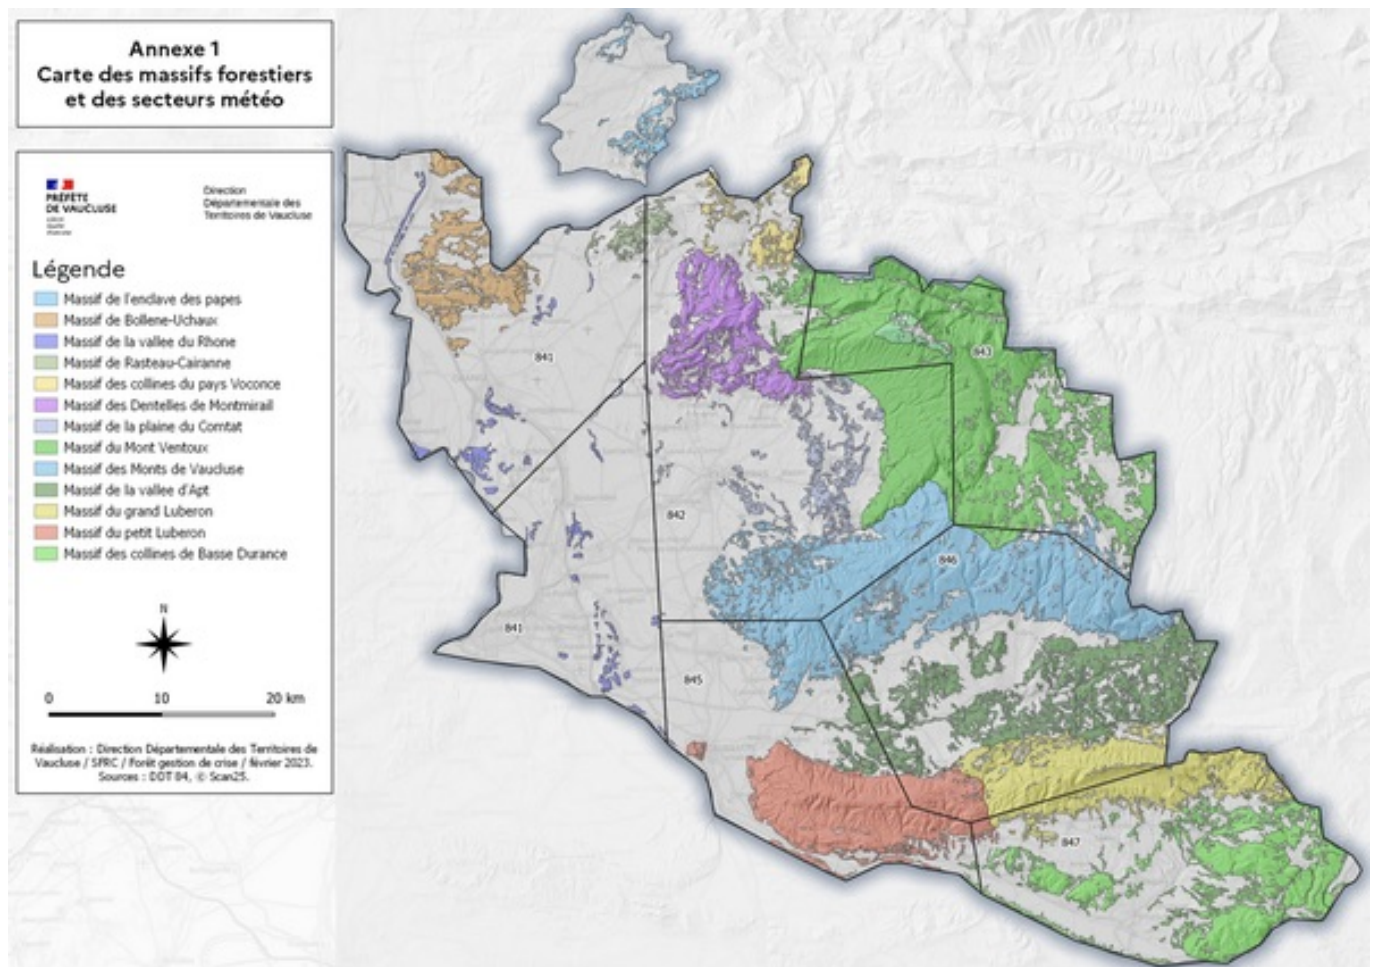 Annexe 1
Carte des massifs forestiers
et des secteurs météo
PRÉFÈTE
DE VAUCLUSE
Direction
Départementale des
Territoires de Vaucluse
Légende
Massif de l'enclave des papes
Massif de Bollene-Uchaux
Massif de la vallee du Rhone
Massif de Rasteau-Cairanne
Massif des collines du pays Voconce
Massif des Dentelles de Montmirail
Massif de la plaine du Comtat
Massif du Mont Ventoux
Massif des Monts de Vaucluse
Massif de la vallee d'Apt
Massif du grand Luberon
Massif du petit Luberon
Massif des collines de Basse Durance
N
0 10 20 km
Réalisation : Direction Départementale des Territoires de
Vaucluse / SFRC / Forêt gestion de crise / février 2023.
Sources : DDT 84, © Scan25.
841
843
842
846
841
845
847